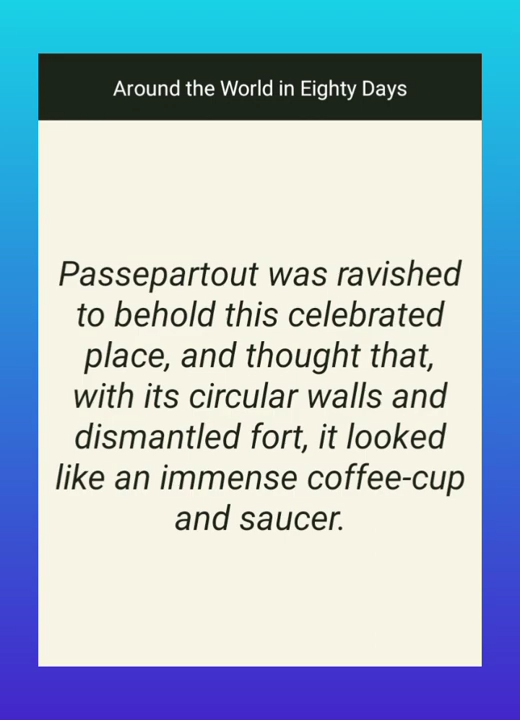 Around the World in Eighty Days
Passepartout was ravished
to behold this celebrated
place, and thought that,
with its circular walls and
dismantled fort, it looked
like an immense coffee-cup
and saucer.